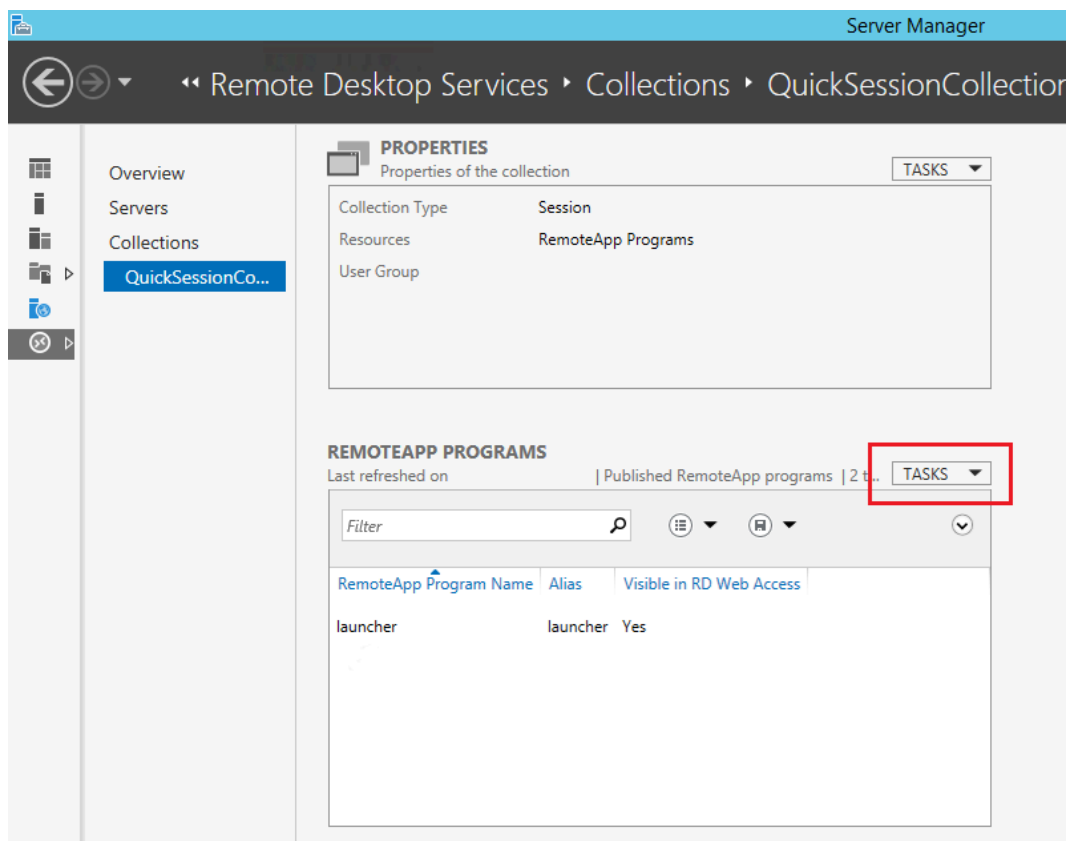 Server Manager
Remote Desktop Services Collections QuickSessionCollection
Overview
Servers
Collections
QuickSessionCo...
PROPERTIES
Properties of the collection
TASKS
Collection Type Session
Resources RemoteApp Programs
User Group
REMOTEAPP PROGRAMS
Last refreshed on | Published RemoteApp programs | 2 t...
TASKS
Filter
RemoteApp Program Name Alias Visible in RD Web Access
launcher launcher Yes